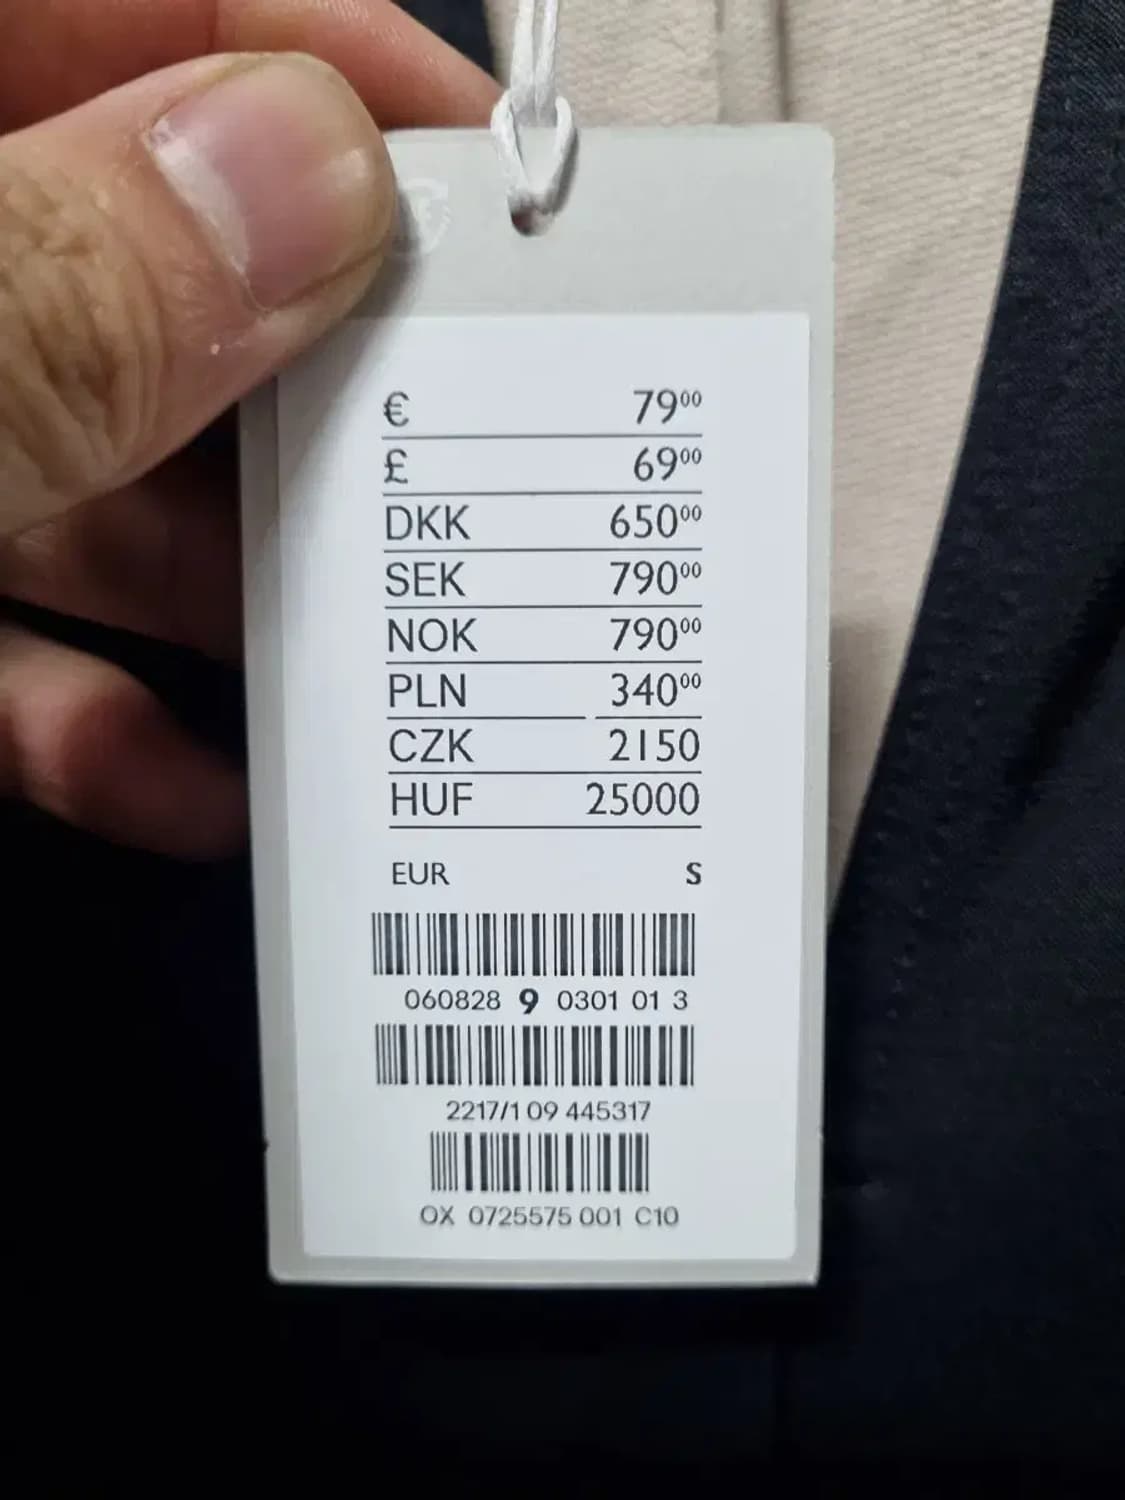 € 79⁰⁰
£ 69⁰⁰
DKK 650⁰⁰
SEK 790⁰⁰
NOK 790⁰⁰
PLN 340⁰⁰
CZK 2150
HUF 25000
EUR S
060828 9 0301 01 3
2217/1 09 445317
OX 0725575 001 C10